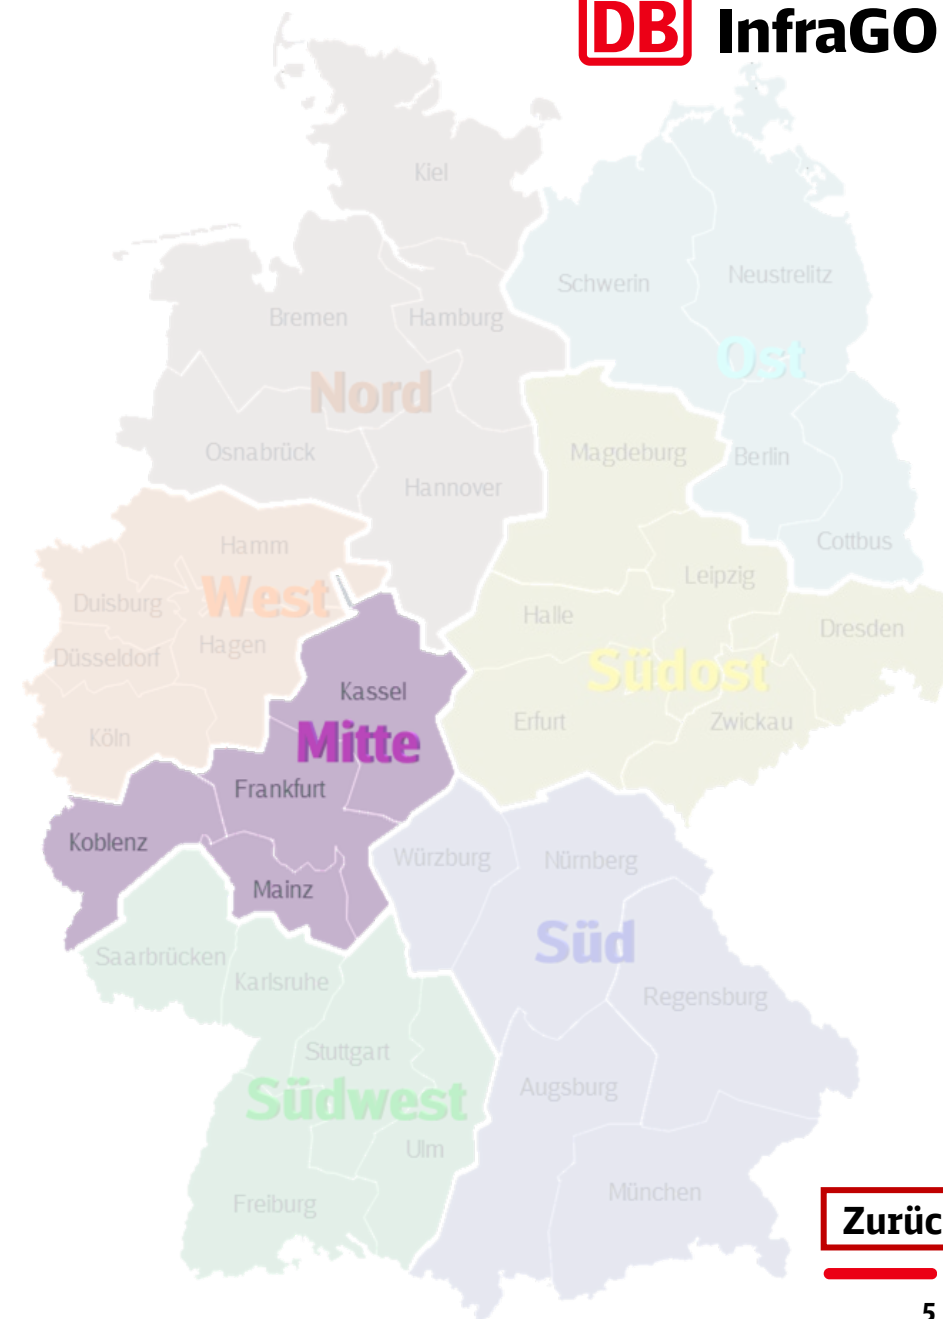 DB InfraGO
Kiel
Schwerin
Neustrelitz
Bremen
Hamburg
Ost
Nord
Osnabrück
Magdeburg
Berlin
Hannover
Hamm
Cottbus
Leipzig
Duisburg
West
Halle
Hagen
Dresden
Düsseldorf
Südost
Kassel
Erfurt
Zwickau
Köln
Mitte
Frankfurt
Koblenz
Würzburg
Nürnberg
Mainz
Süd
Saarbrücken
Karlsruhe
Regensburg
Stuttgart
Augsburg
Südwest
Ulm
München
Freiburg
Zurüc
5